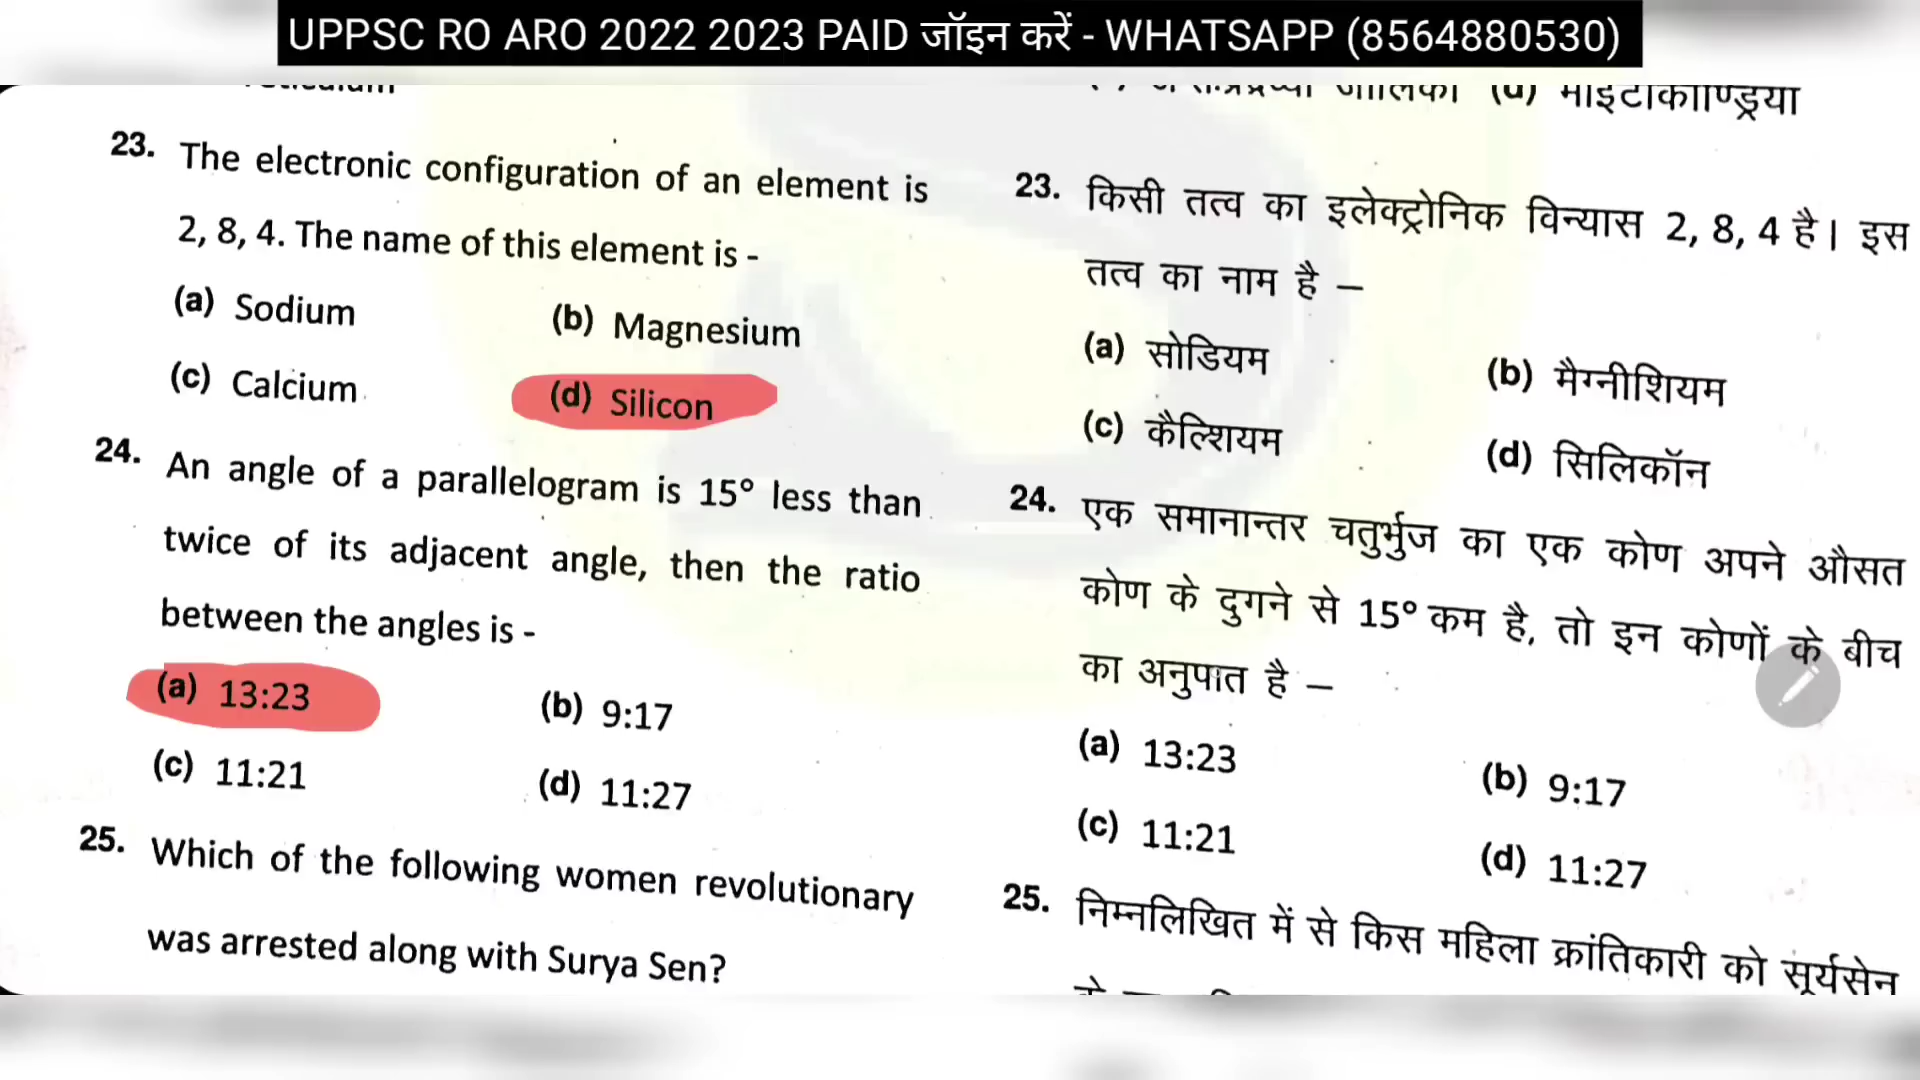 UPPSC RO ARO 2022 2023 PAID जॉइन करें - WHATSAPP (8564880530)
23. The electronic configuration of an element is
2, 8, 4. The name of this element is -
(a) Sodium (b) Magnesium
(c) Calcium (d) Silicon
24. An angle of a parallelogram is 15° less than
twice of its adjacent angle, then the ratio
between the angles is -
(a) 13:23 (b) 9:17
(c) 11:21 (d) 11:27
25. Which of the following women revolutionary
was arrested along with Surya Sen?
(d) माइटोकॉण्ड्रिया
23. किसी तत्व का इलेक्ट्रोनिक विन्यास 2, 8, 4 है। इस
तत्व का नाम है –
(a) सोडियम (b) मैग्नीशियम
(c) कैल्शियम (d) सिलिकॉन
24. एक समानान्तर चतुर्भुज का एक कोण अपने औसत
कोण के दुगने से 15° कम है, तो इन कोणों के बीच
का अनुपात है –
(a) 13:23 (b) 9:17
(c) 11:21 (d) 11:27
25. निम्नलिखित में से किस महिला क्रांतिकारी को सूर्यसेन